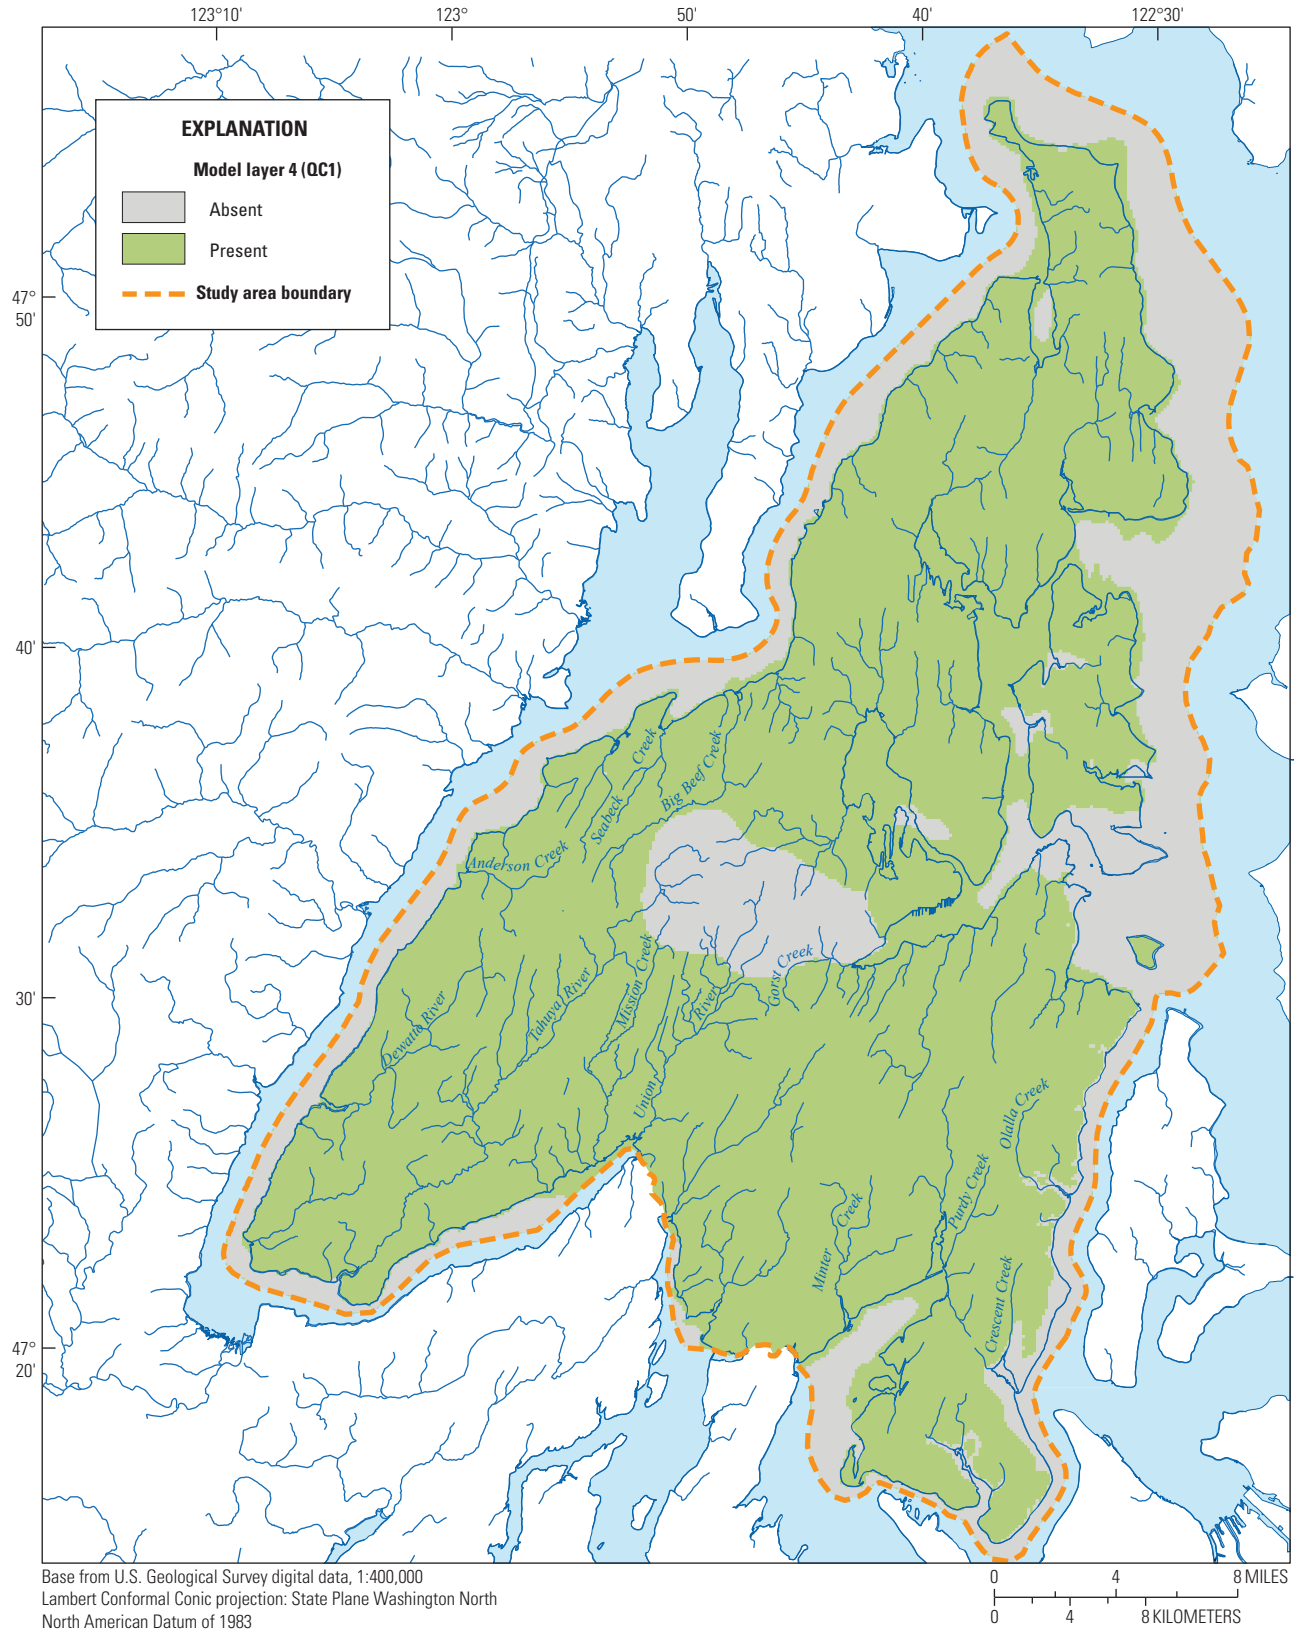 123°10'
123°
50'
40'
122°30'
EXPLANATION
Model layer 4 (QC1)
Absent
Present
Study area boundary
47°
50'
40'
30'
47°
20'
Seabeck Creek
Big Beef Creek
Anderson Creek
Dewatto River
Tahuya River
Mission Creek
Union River
Gorst Creek
Olalla Creek
Purdy Creek
Minter Creek
Crescent Creek
Base from U.S. Geological Survey digital data, 1:400,000
Lambert Conformal Conic projection: State Plane Washington North
North American Datum of 1983
0 4 8 MILES
0 4 8 KILOMETERS